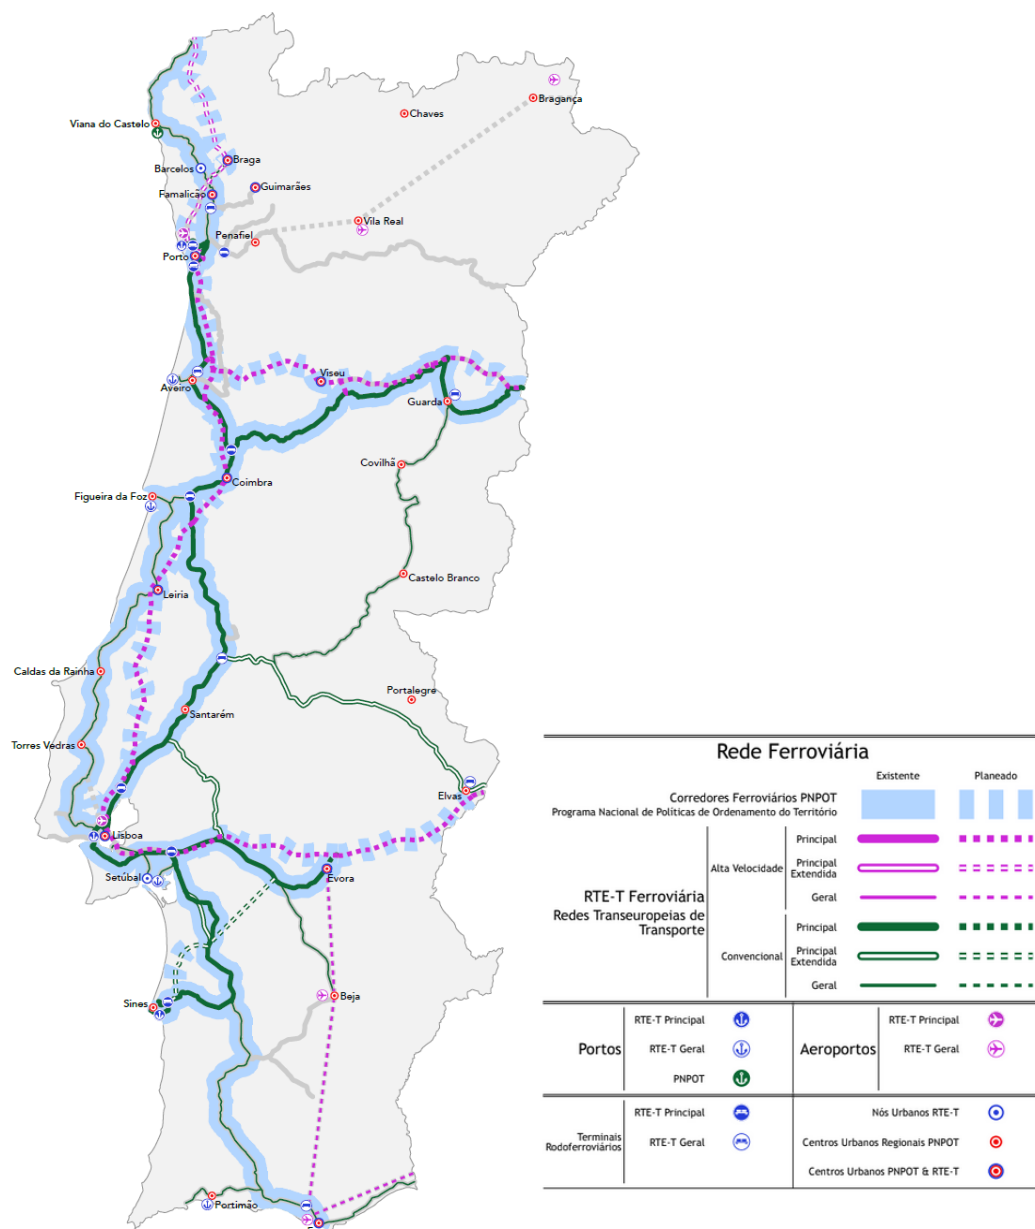 Bragança
Chaves
Viana do Castelo
Braga
Barcelos
Guimarães
Famalicão
Vila Real
Penafiel
Porto
Viseu
Aveiro
Guarda
Covilhã
Coimbra
Figueira da Foz
Castelo Branco
Leiria
Caldas da Rainha
Portalegre
Santarém
Torres Vedras
Elvas
Lisboa
Évora
Setúbal
Beja
Sines
Portimão
Rede Ferroviária
Existente
Planeado
Corredores Ferroviários PNPOT
Programa Nacional de Políticas de Ordenamento do Território
RTE-T Ferroviária
Redes Transeuropeias de
Transporte
Alta Velocidade
Principal
Principal
Extendida
Geral
Convencional
Principal
Principal
Extendida
Geral
Portos
RTE-T Principal
RTE-T Geral
PNPOT
Aeroportos
RTE-T Principal
RTE-T Geral
Terminais
Rodoferroviários
RTE-T Principal
RTE-T Geral
Nós Urbanos RTE-T
Centros Urbanos Regionais PNPOT
Centros Urbanos PNPOT & RTE-T